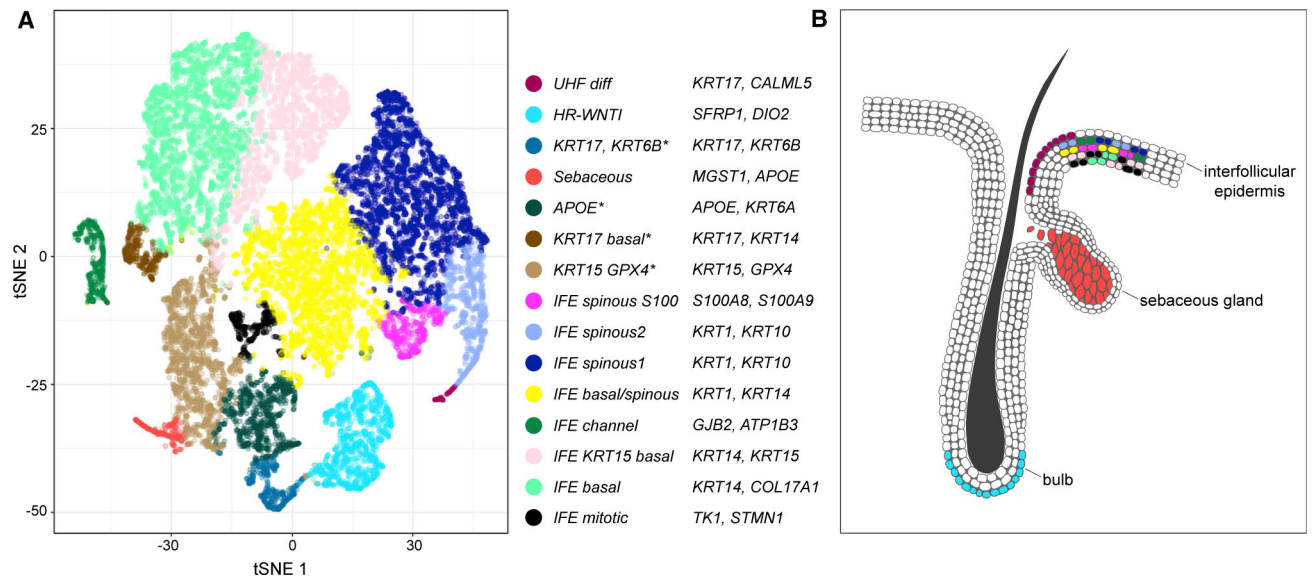 A
tSNE 2
25
0
-25
-50
-30
0
30
tSNE 1
UHF diff KRT17, CALML5
HR-WNTI SFRP1, DIO2
KRT17, KRT6B* KRT17, KRT6B
Sebaceous MGST1, APOE
APOE* APOE, KRT6A
KRT17 basal* KRT17, KRT14
KRT15 GPX4* KRT15, GPX4
IFE spinous S100 S100A8, S100A9
IFE spinous2 KRT1, KRT10
IFE spinous1 KRT1, KRT10
IFE basal/spinous KRT1, KRT14
IFE channel GJB2, ATP1B3
IFE KRT15 basal KRT14, KRT15
IFE basal KRT14, COL17A1
IFE mitotic TK1, STMN1
B
interfollicular
epidermis
sebaceous gland
bulb